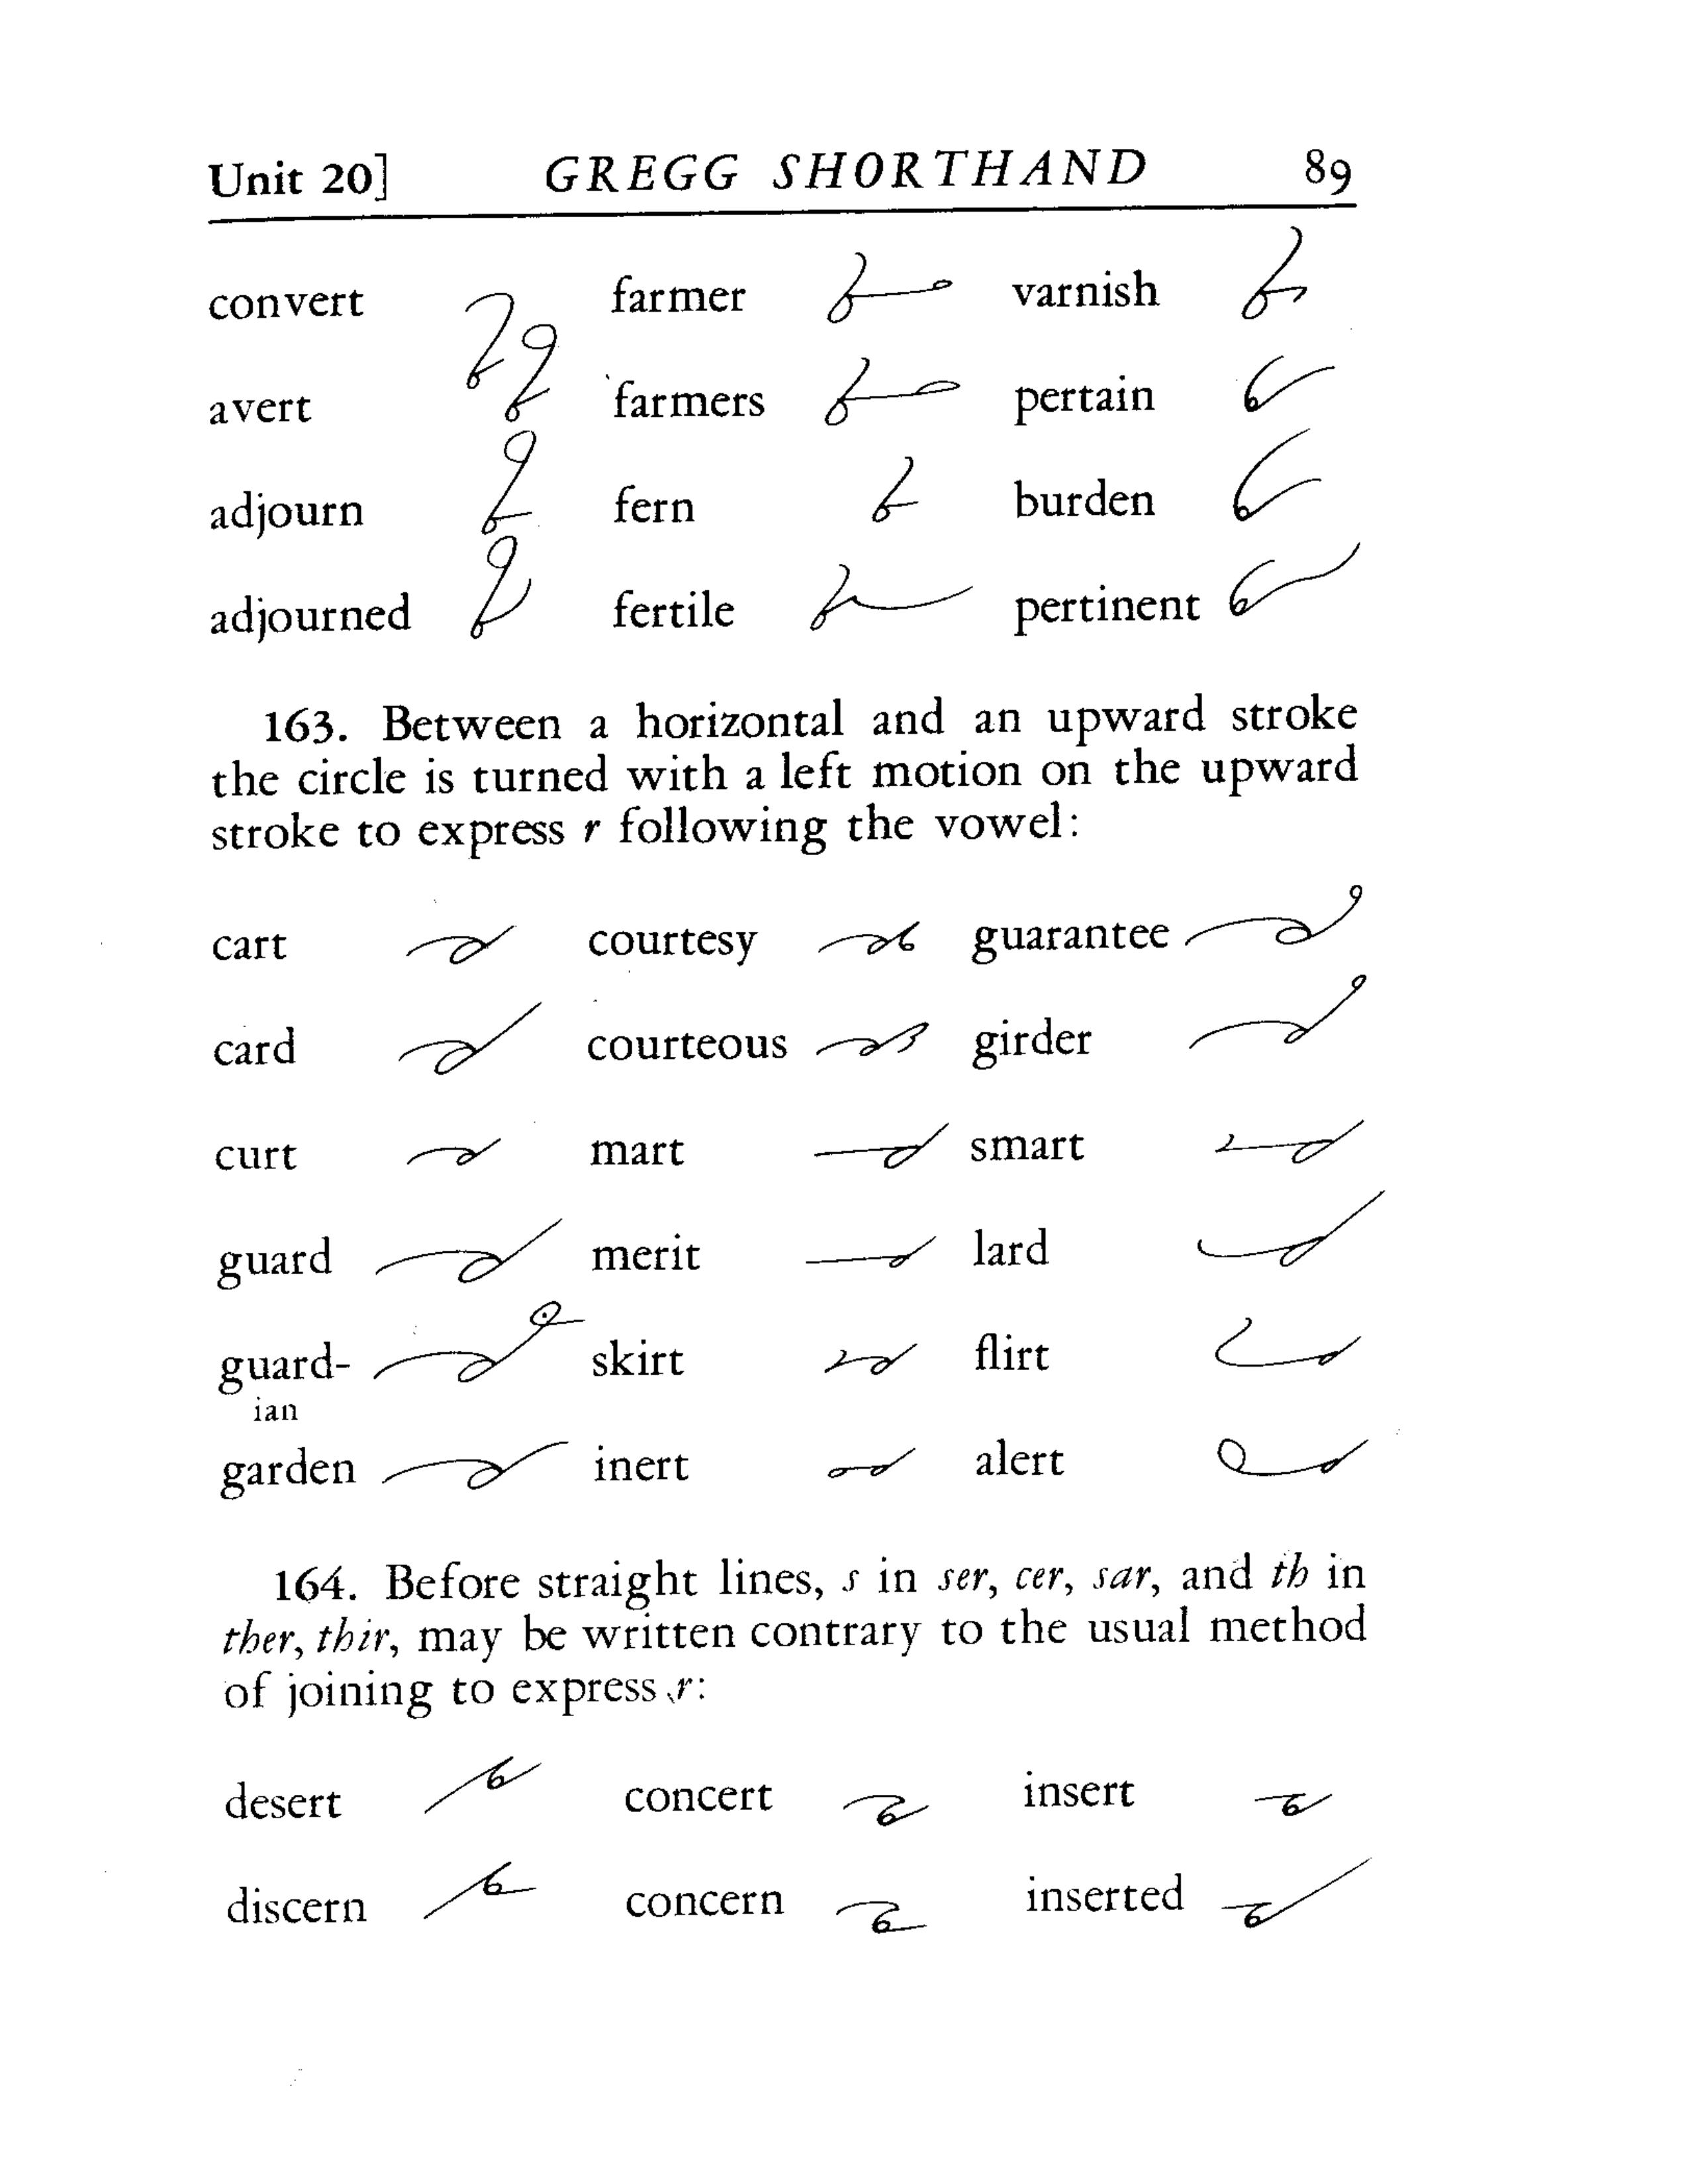 Unit 20] GREGG SHORTHAND 89
convert farmer varnish
avert farmers pertain
adjourn fern burden
adjourned fertile pertinent
163. Between a horizontal and an upward stroke
the circle is turned with a left motion on the upward
stroke to express r following the vowel:
cart courtesy guarantee
card courteous girder
curt mart smart
guard merit lard
guard- skirt flirt
ian
garden inert alert
164. Before straight lines, s in ser, cer, sar, and th in
ther, thir, may be written contrary to the usual method
of joining to express r:
desert concert insert
discern concern inserted